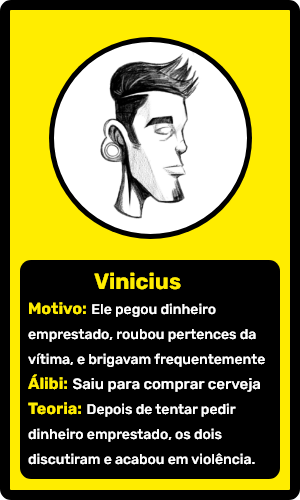 Vinicius
Motivo: Ele pegou dinheiro
emprestado, roubou pertences da
vítima, e brigavam frequentemente
Álibi: Saiu para comprar cerveja
Teoria: Depois de tentar pedir
dinheiro emprestado, os dois
discutiram e acabou em violência.